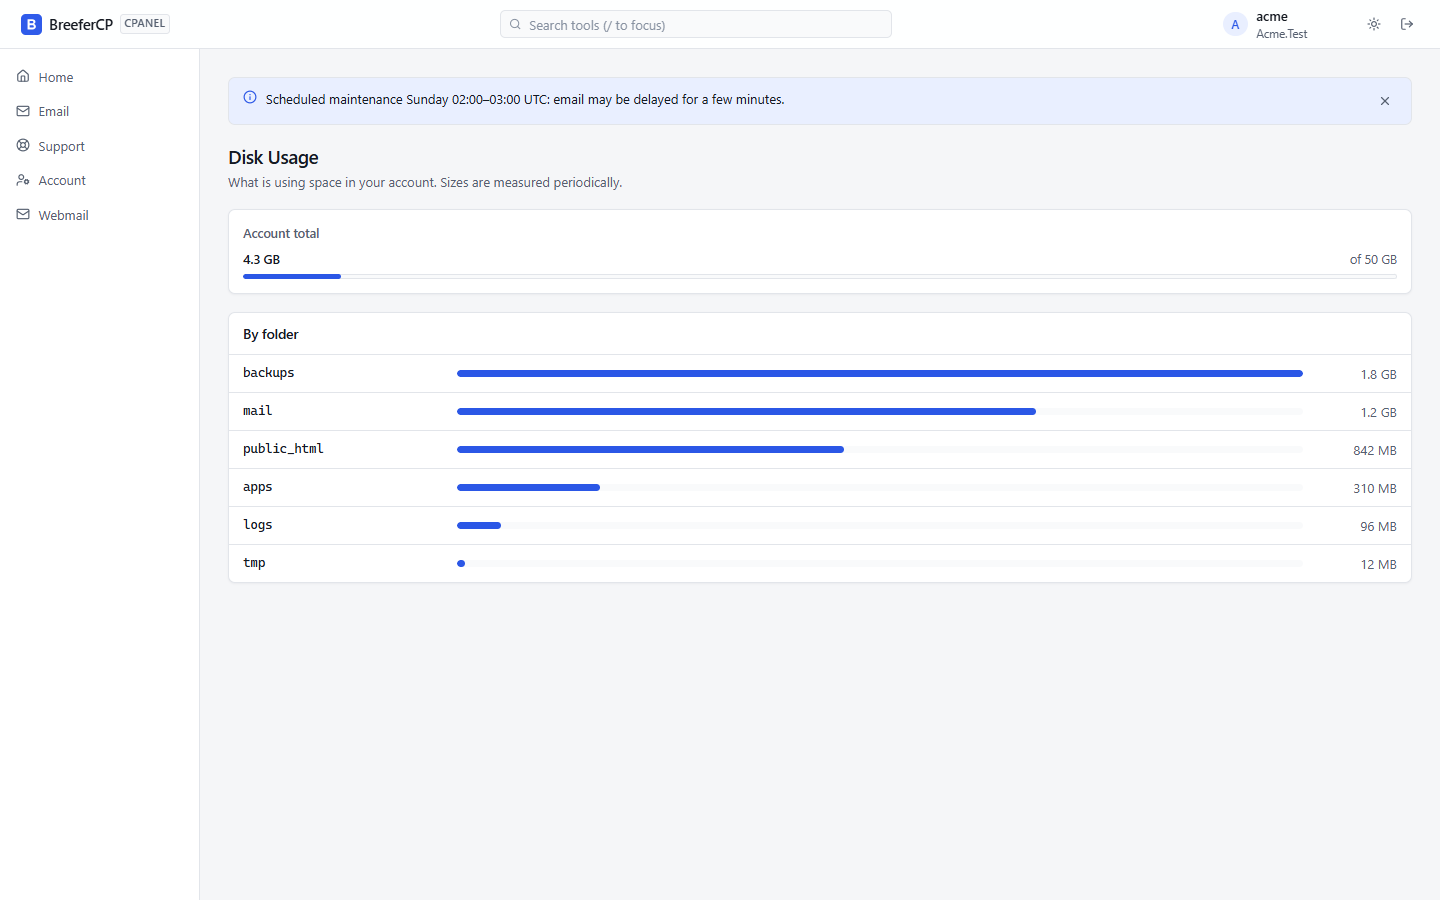 B BreeferCP CPANEL
Search tools (/ to focus)
A
acme
Acme.Test
Home
Email
Support
Account
Webmail
Scheduled maintenance Sunday 02:00–03:00 UTC: email may be delayed for a few minutes.
Disk Usage
What is using space in your account. Sizes are measured periodically.
Account total
4.3 GB of 50 GB
By folder
backups 1.8 GB
mail 1.2 GB
public_html 842 MB
apps 310 MB
logs 96 MB
tmp 12 MB